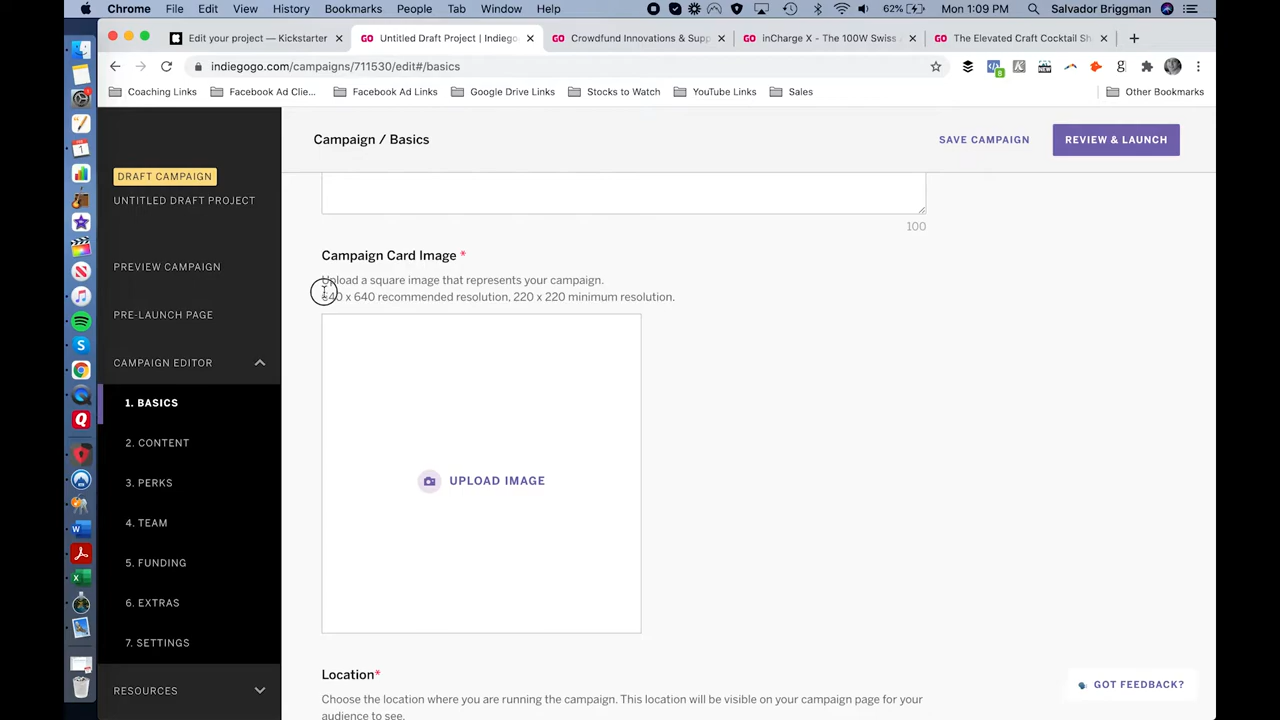 Chrome File Edit View History Bookmarks People Tab Window Help 62% Mon 1:09 PM Salvador Briggman
Edit your project — Kickstarter
Untitled Draft Project | Indiego
Crowdfund Innovations & Supp
inCharge X - The 100W Swiss A
The Elevated Craft Cocktail Sh
indiegogo.com/campaigns/711530/edit#/basics
Coaching Links Facebook Ad Clie... Facebook Ad Links Google Drive Links Stocks to Watch YouTube Links Sales Other Bookmarks
Campaign / Basics
SAVE CAMPAIGN
REVIEW & LAUNCH
DRAFT CAMPAIGN
UNTITLED DRAFT PROJECT
PREVIEW CAMPAIGN
PRE-LAUNCH PAGE
CAMPAIGN EDITOR
1. BASICS
2. CONTENT
3. PERKS
4. TEAM
5. FUNDING
6. EXTRAS
7. SETTINGS
RESOURCES
100
Campaign Card Image *
Upload a square image that represents your campaign.
640 x 640 recommended resolution, 220 x 220 minimum resolution.
UPLOAD IMAGE
Location*
Choose the location where you are running the campaign. This location will be visible on your campaign page for your
audience to see.
GOT FEEDBACK?